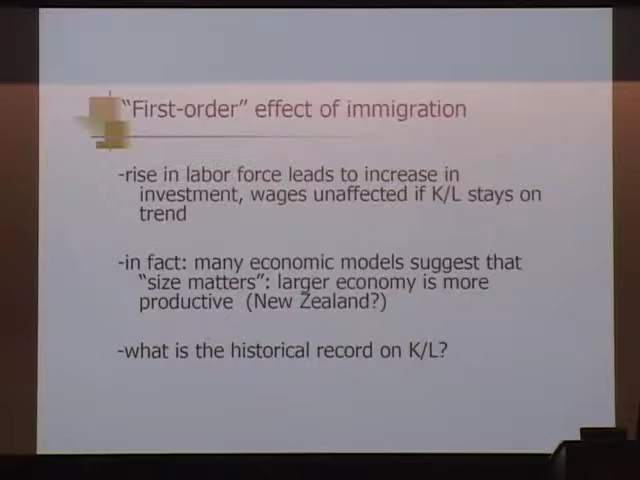 "First-order" effect of immigration
-rise in labor force leads to increase in
investment, wages unaffected if K/L stays on
trend
-in fact: many economic models suggest that
"size matters": larger economy is more
productive (New Zealand?)
-what is the historical record on K/L?